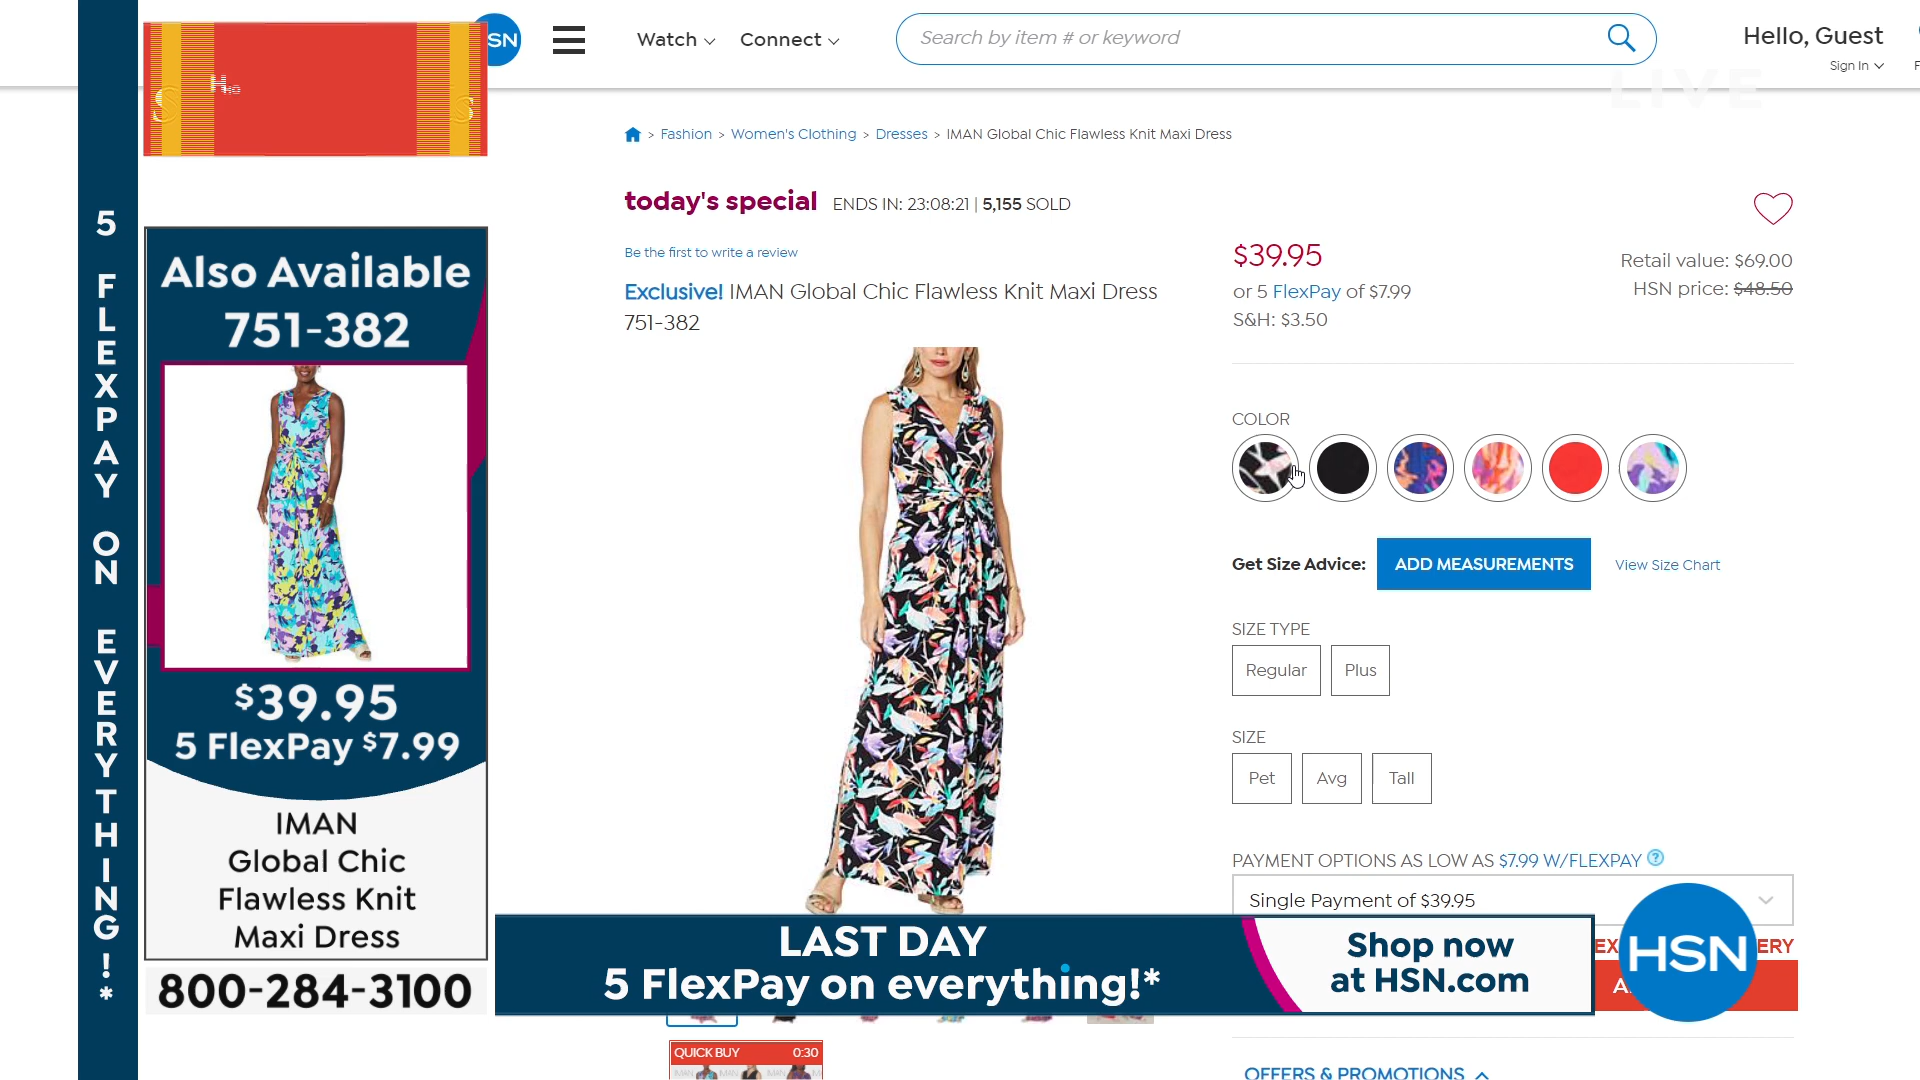 HSN
Watch
Connect
Search by item # or keyword
Hello, Guest
Sign In
LIVE
> Fashion > Women's Clothing > Dresses > IMAN Global Chic Flawless Knit Maxi Dress
today's special ENDS IN: 23:08:21 | 5,155 SOLD
Be the first to write a review
Exclusive! IMAN Global Chic Flawless Knit Maxi Dress
751-382
$39.95
or 5 FlexPay of $7.99
S&H: $3.50
Retail value: $69.00
HSN price: $48.50
COLOR
Get Size Advice:
ADD MEASUREMENTS
View Size Chart
SIZE TYPE
Regular
Plus
SIZE
Pet
Avg
Tall
PAYMENT OPTIONS AS LOW AS $7.99 W/FLEXPAY ?
Single Payment of $39.95
ERY
5 FLEXPAY ON EVERYTHING!*
Also Available
751-382
$39.95
5 FlexPay $7.99
IMAN
Global Chic
Flawless Knit
Maxi Dress
800-284-3100
LAST DAY
5 FlexPay on everything!*
Shop now
at HSN.com
HSN
QUICK BUY 0:30
OFFERS & PROMOTIONS